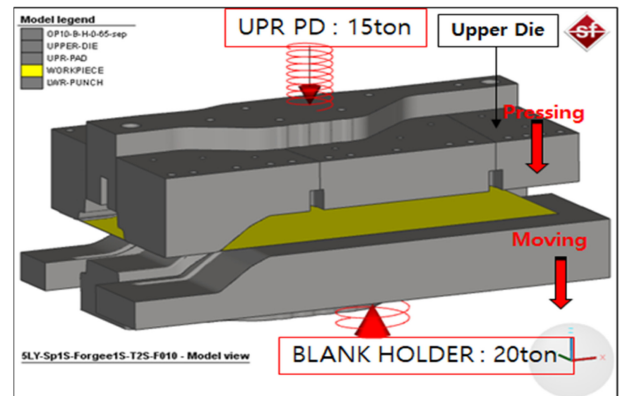 Model legend
OP10-B-H-0-65-sep
UPPER-DIE
UPR-PAD
WORKPIECE
LWR-PUNCH
UPR PD : 15ton
Upper Die
sf
Pressing
Moving
5LY-Sp1S-Forgee1S-T2S-F010 - Model view
BLANK HOLDER : 20ton
z
x